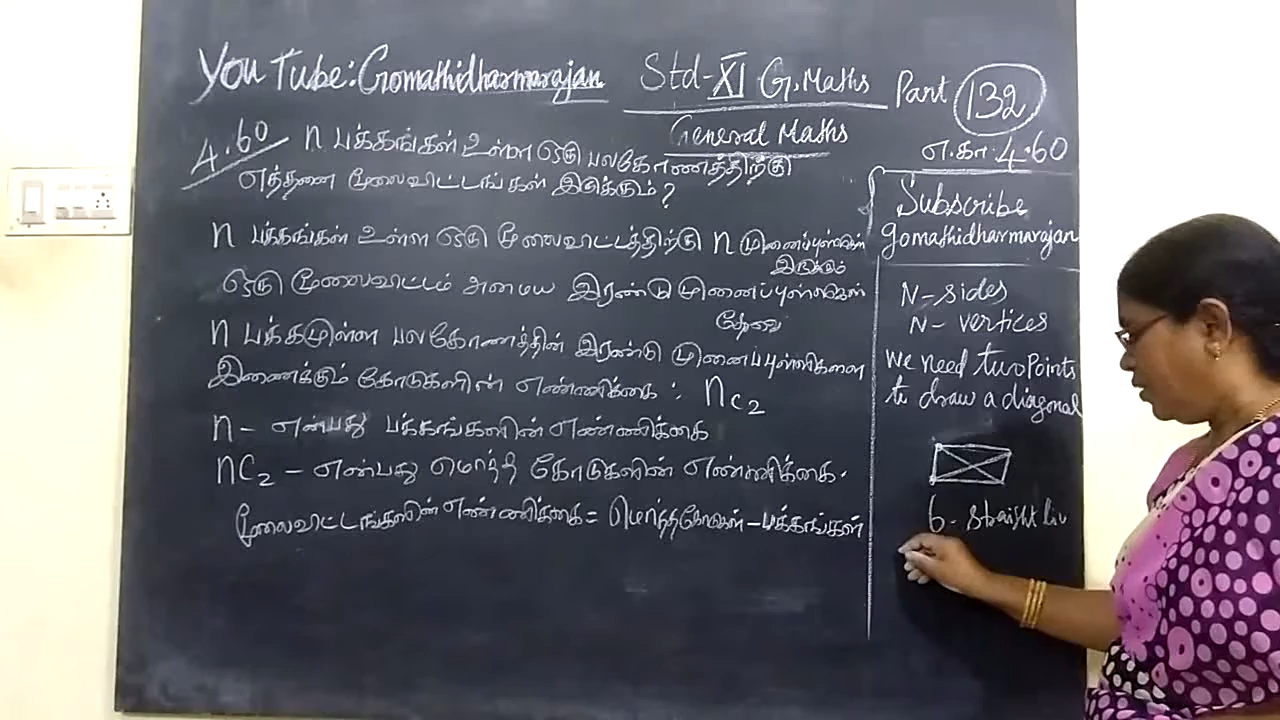 YouTube: Gomathidharmarajan Std-XI G.Maths Part 132
General Maths
எ.கா. 4.60
4.60 n பக்கங்கள் உள்ள ஒரு பலகோணத்திற்கு
எத்தனை மூலைவிட்டங்கள் இருக்கும்?
n பக்கங்கள் உள்ள ஒரு மூலைவிட்டத்திற்கு n முனைப்புள்ளிகள்
இருக்கும்
ஒரு மூலைவிட்டம் அமைய இரண்டு முனைப்புள்ளிகள்
தேவை
n பக்கமுள்ள பலகோணத்தின் இரண்டு முனைப்புள்ளிகளை
இணைக்கும் கோடுகளின் எண்ணிக்கை : nC2
n - என்பது பக்கங்களின் எண்ணிக்கை
nC2 - என்பது மொத்த கோடுகளின் எண்ணிக்கை.
மூலைவிட்டங்களின் எண்ணிக்கை = மொத்தகோடுகள் - பக்கங்கள்
Subscribe
gomathidharmarajan
N - sides
N - vertices
we need two points
to draw a diagonal
6 - straight lin